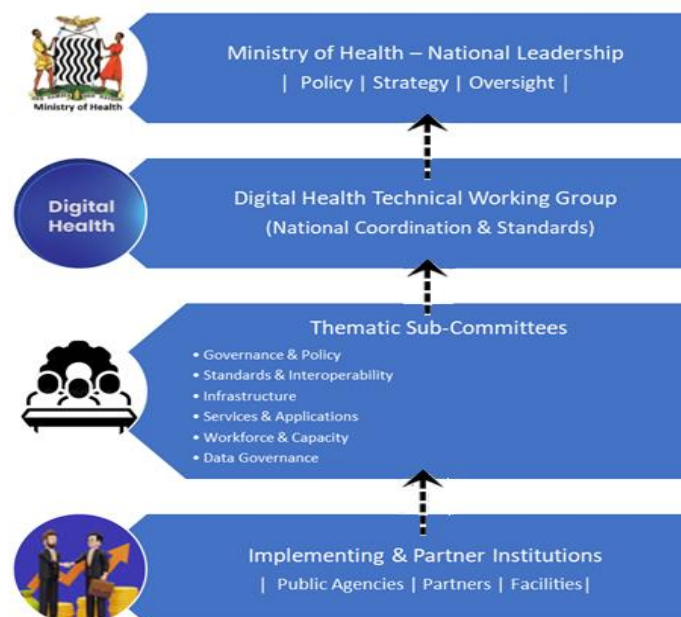 Ministry of Health
Ministry of Health – National Leadership
| Policy | Strategy | Oversight |
Digital
Health
Digital Health Technical Working Group
(National Coordination & Standards)
Thematic Sub-Committees
• Governance & Policy
• Standards & Interoperability
• Infrastructure
• Services & Applications
• Workforce & Capacity
• Data Governance
Implementing & Partner Institutions
| Public Agencies | Partners | Facilities|